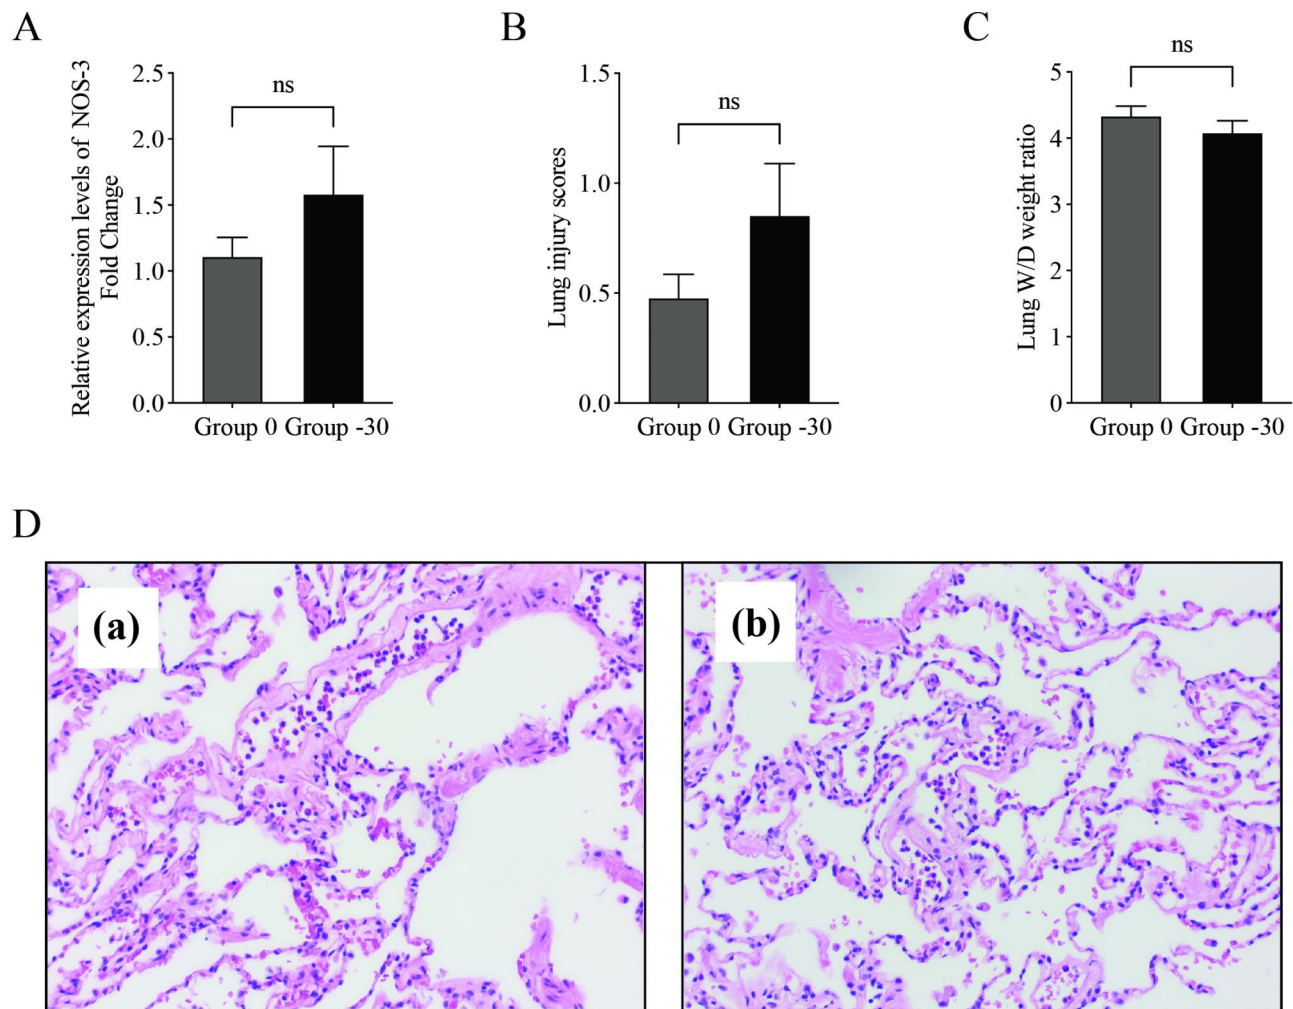 A
B
C
Relative expression levels of NOS-3
Fold Change
2.5
2.0
1.5
1.0
0.5
0.0
ns
Group 0 Group -30
Lung injury scores
1.5
1.0
0.5
0.0
ns
Group 0 Group -30
Lung W/D weight ratio
5
4
3
2
1
0
ns
Group 0 Group -30
D
(a)
(b)